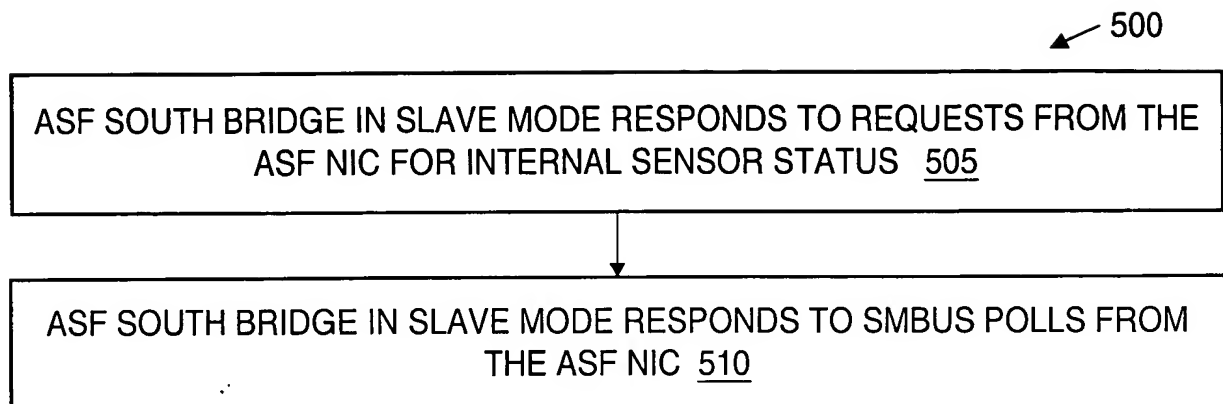 500
ASF SOUTH BRIDGE IN SLAVE MODE RESPONDS TO REQUESTS FROM THE
ASF NIC FOR INTERNAL SENSOR STATUS 505
ASF SOUTH BRIDGE IN SLAVE MODE RESPONDS TO SMBUS POLLS FROM
THE ASF NIC 510